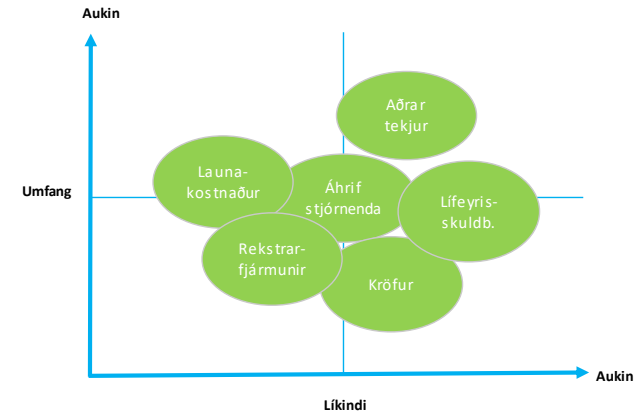 Aukin
Aðrar
tekjur
Launa-
kostnaður
Áhrif
stjórnenda
Umfang
Lífeyris-
skuldb.
Rekstrar-
fjármunir
Kröfur
Aukin
Líkindi